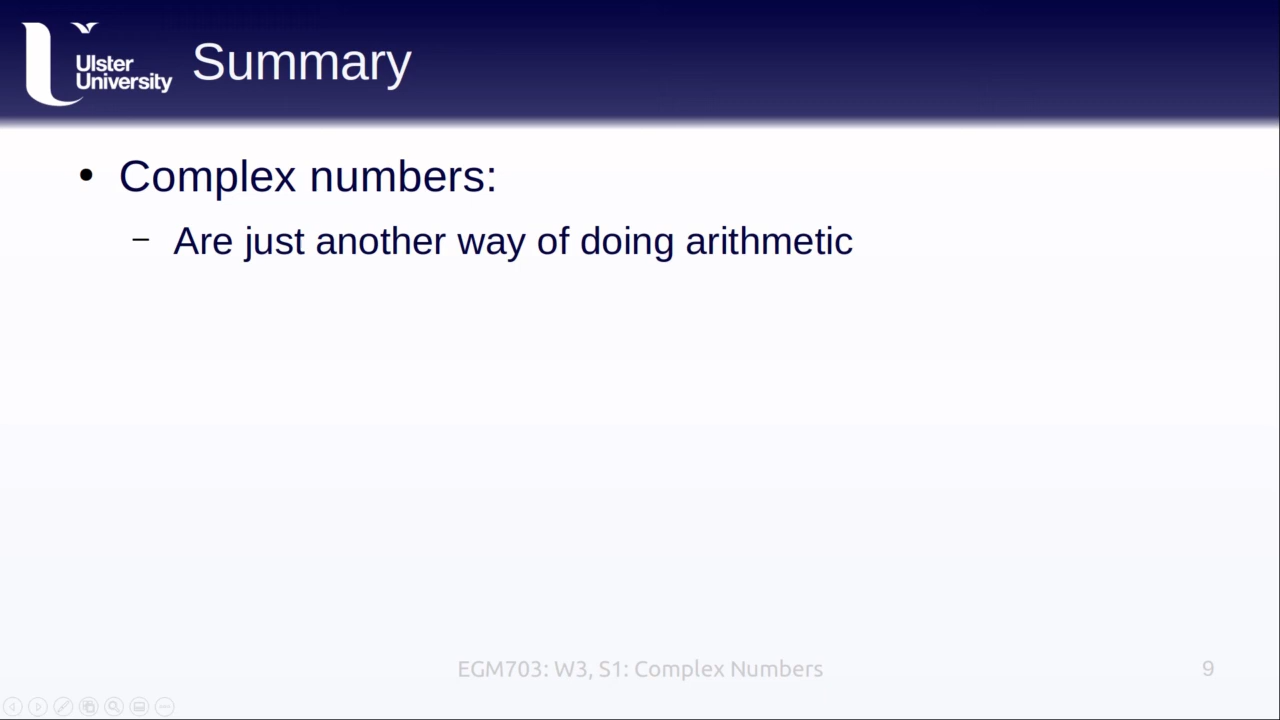 Ulster
University
Summary
• Complex numbers:
– Are just another way of doing arithmetic
EGM703: W3, S1: Complex Numbers
9